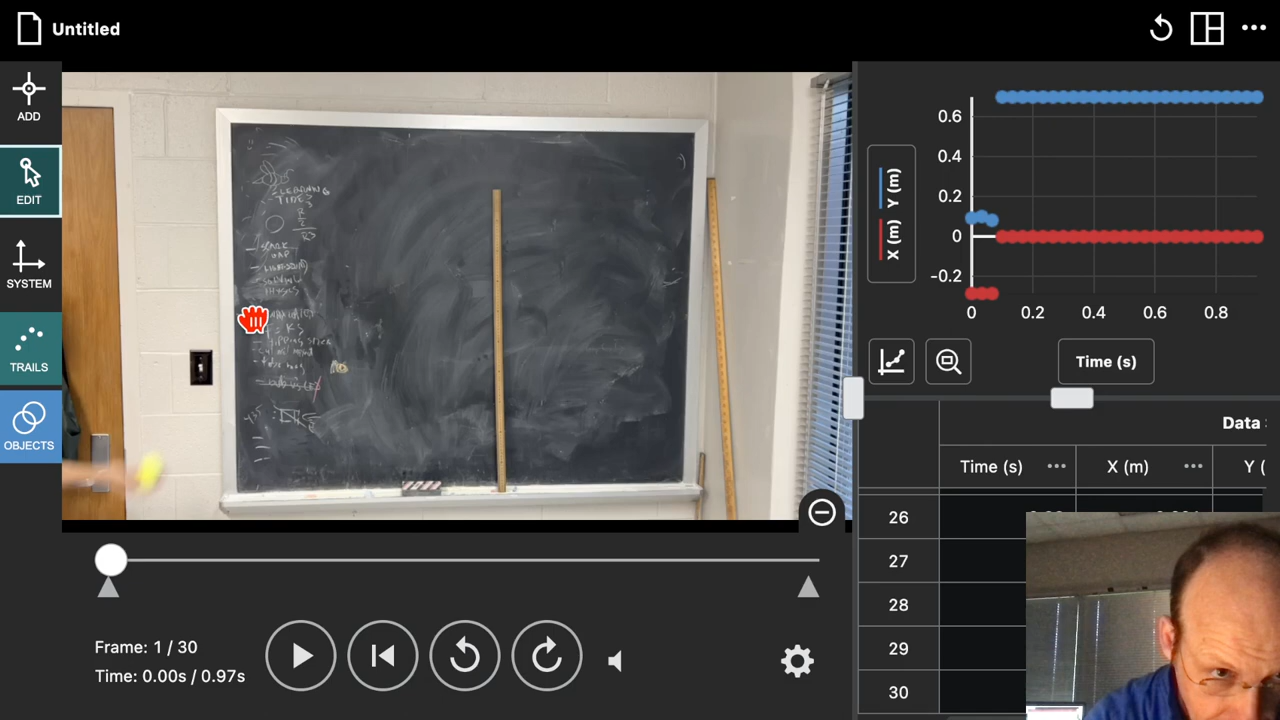 Untitled
ADD
EDIT
SYSTEM
TRAILS
OBJECTS
0.6
0.4
0.2
0
-0.2
Y (m)
X (m)
0 0.2 0.4 0.6 0.8
Time (s)
Data
Time (s) X (m) Y (
26
27
28
29
30
Frame: 1 / 30
Time: 0.00s / 0.97s